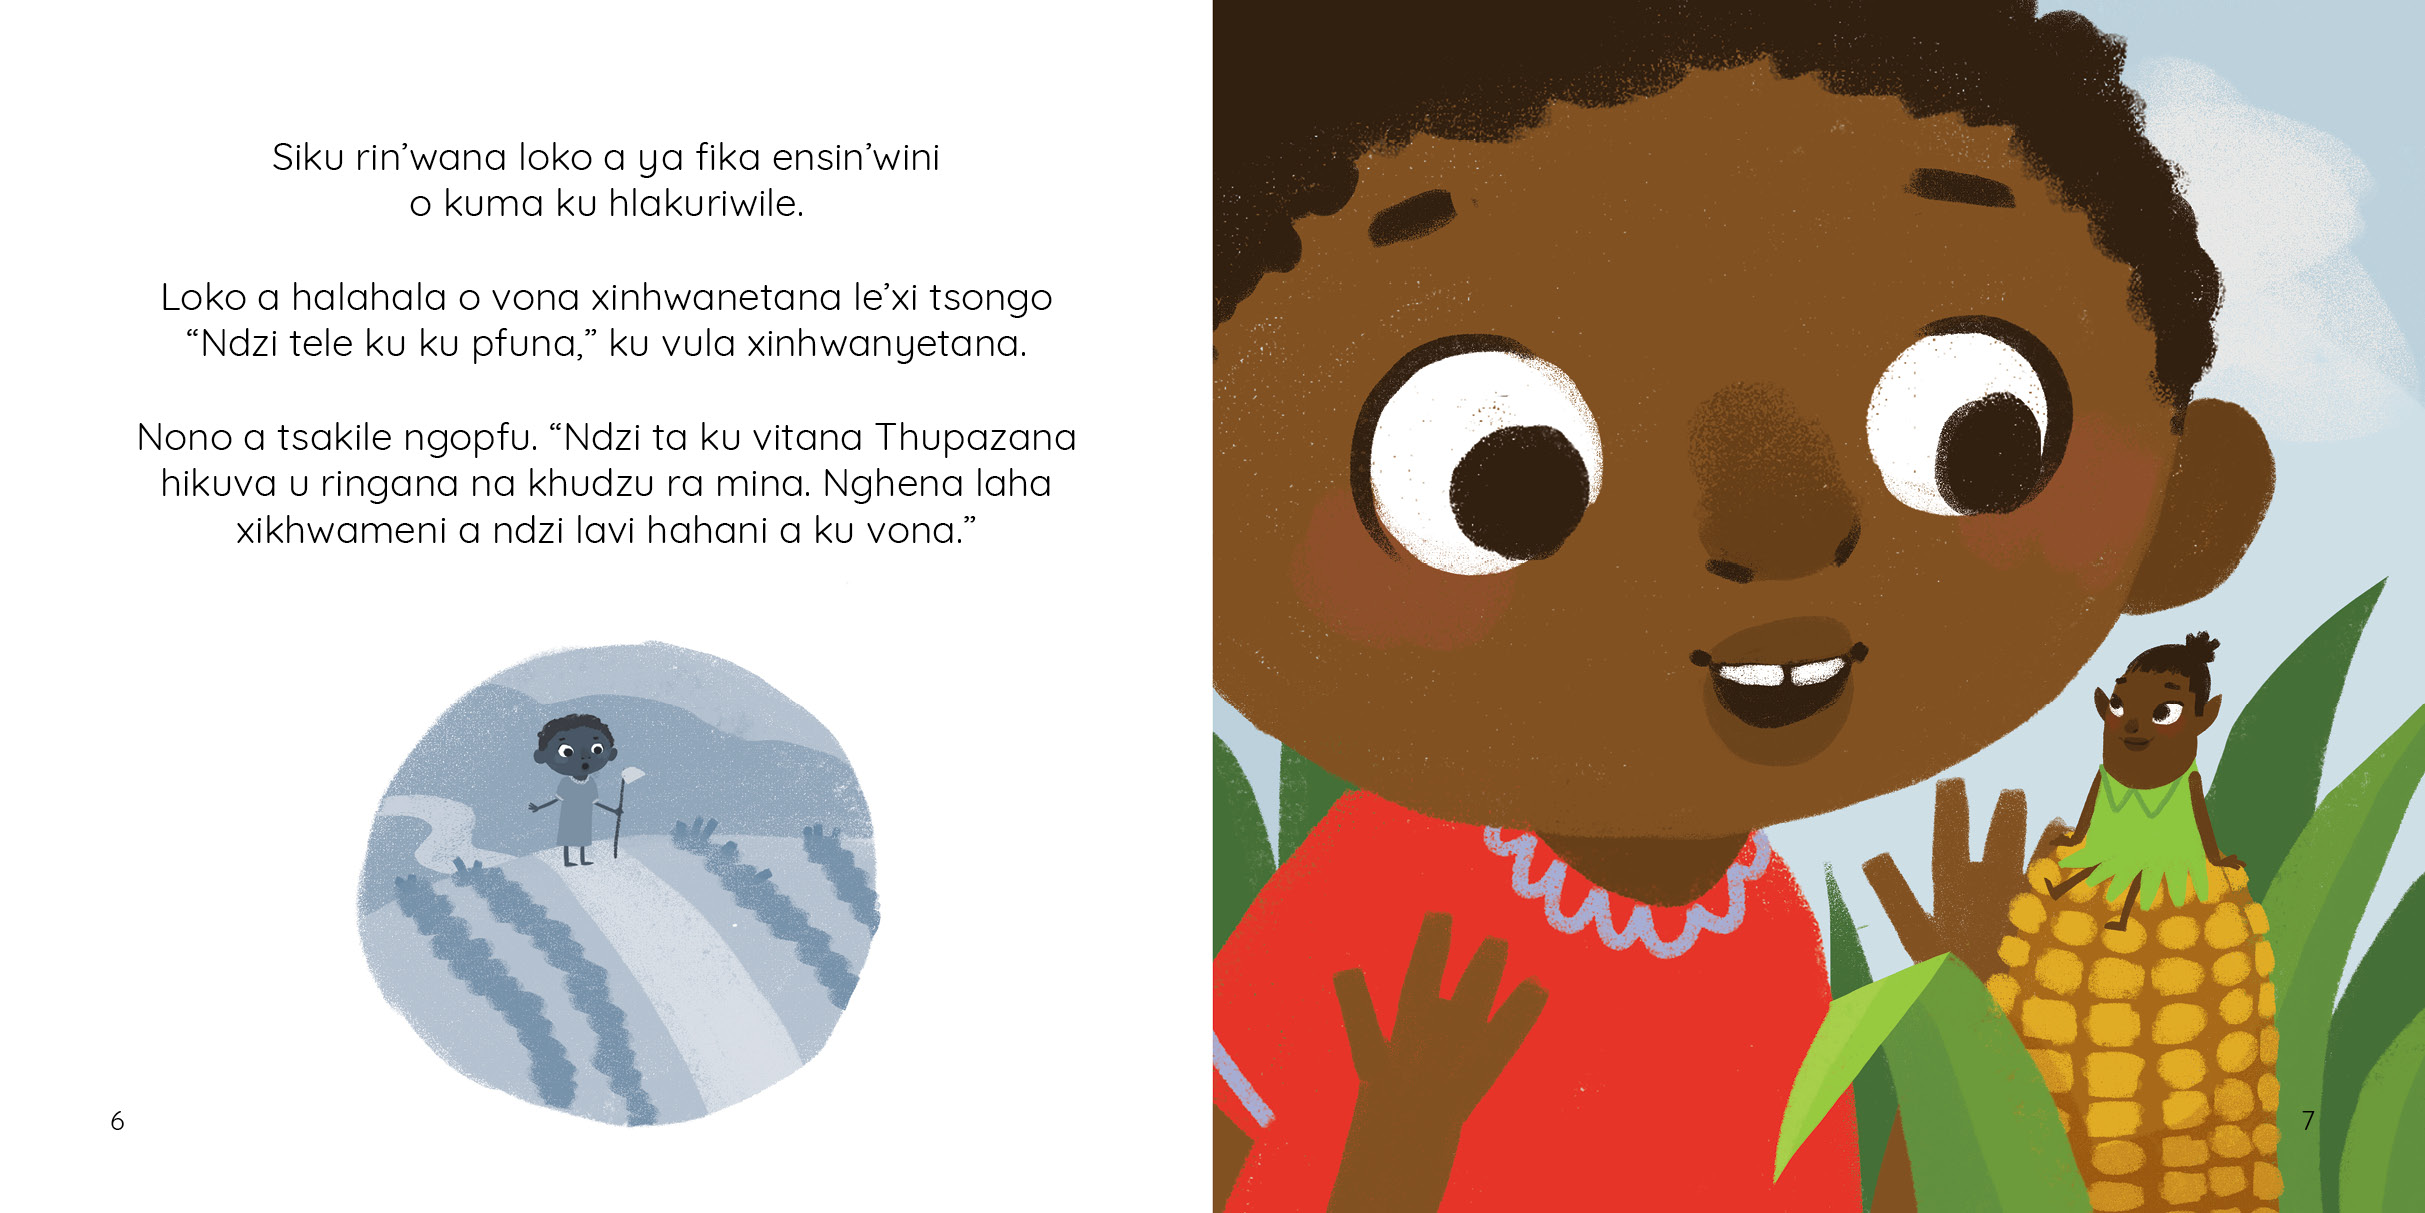 Siku rin’wana loko a ya fika ensin’wini
o kuma ku hlakuriwile.
Loko a halahala o vona xinhwanetana le’xi tsongo
“Ndzi tele ku ku pfuna,” ku vula xinhwanyetana.
Nono a tsakile ngopfu. “Ndzi ta ku vitana Thupazana
hikuva u ringana na khudzu ra mina. Nghena laha
xikhwameni a ndzi lavi hahani a ku vona.”
6
7